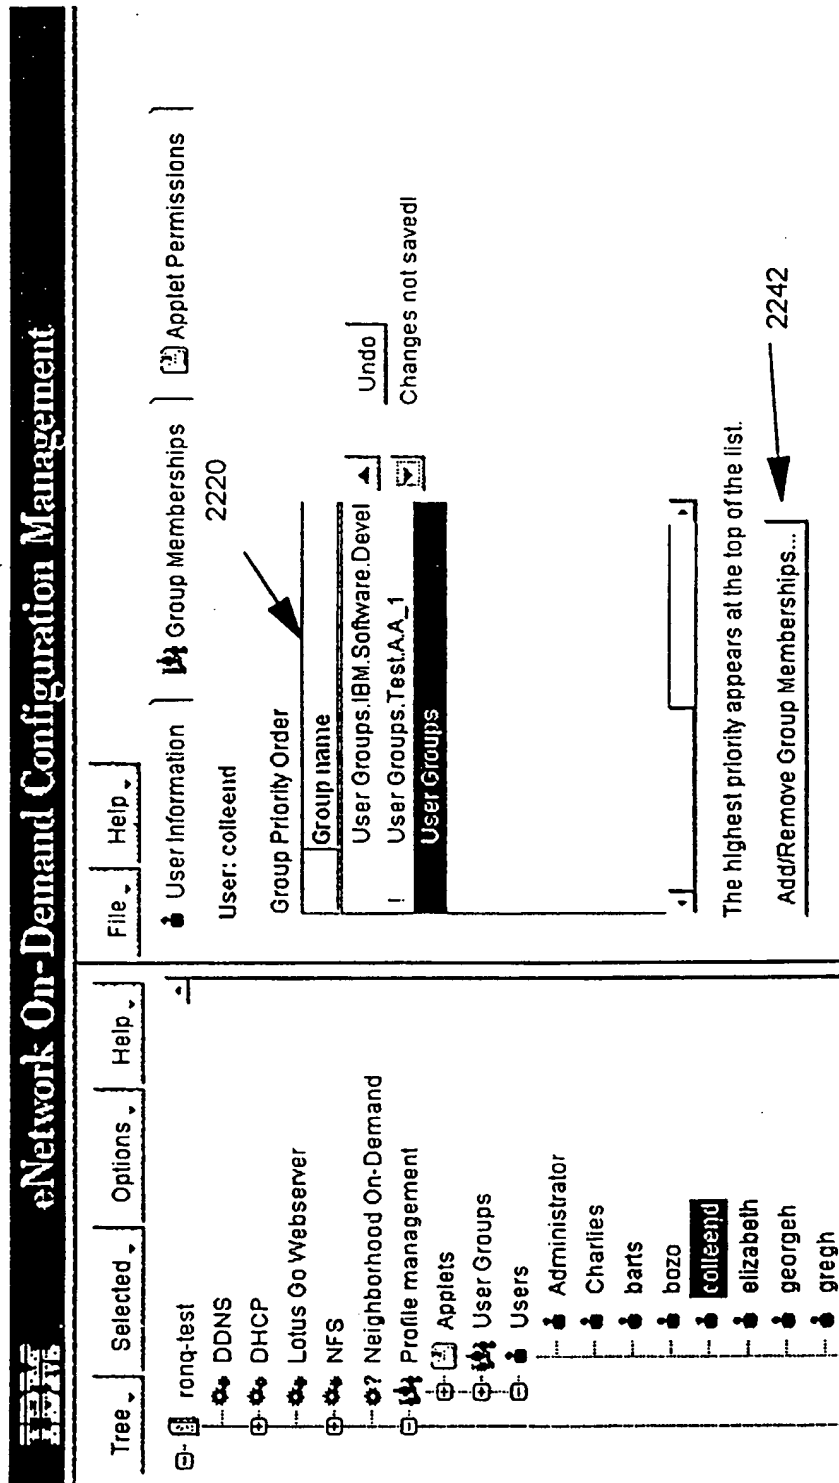 IBM
eNetwork On-Demand Configuration Management
Tree Selected Options Help
ronq-test
DDNS
DHCP
Lotus Go Webserver
NFS
? Neighborhood On-Demand
Profile management
Applets
User Groups
Users
Administrator
Charlies
barts
bozo
colleend
elizabeth
georgeh
gregh
File Help
User Information Group Memberships Applet Permissions
User: colleend
2220
Group Priority Order
Group name
User Groups.IBM.Software.Devel
! User Groups.Test.A.A_1
User Groups
Undo
Changes not saved!
The highest priority appears at the top of the list.
Add/Remove Group Memberships...
2242